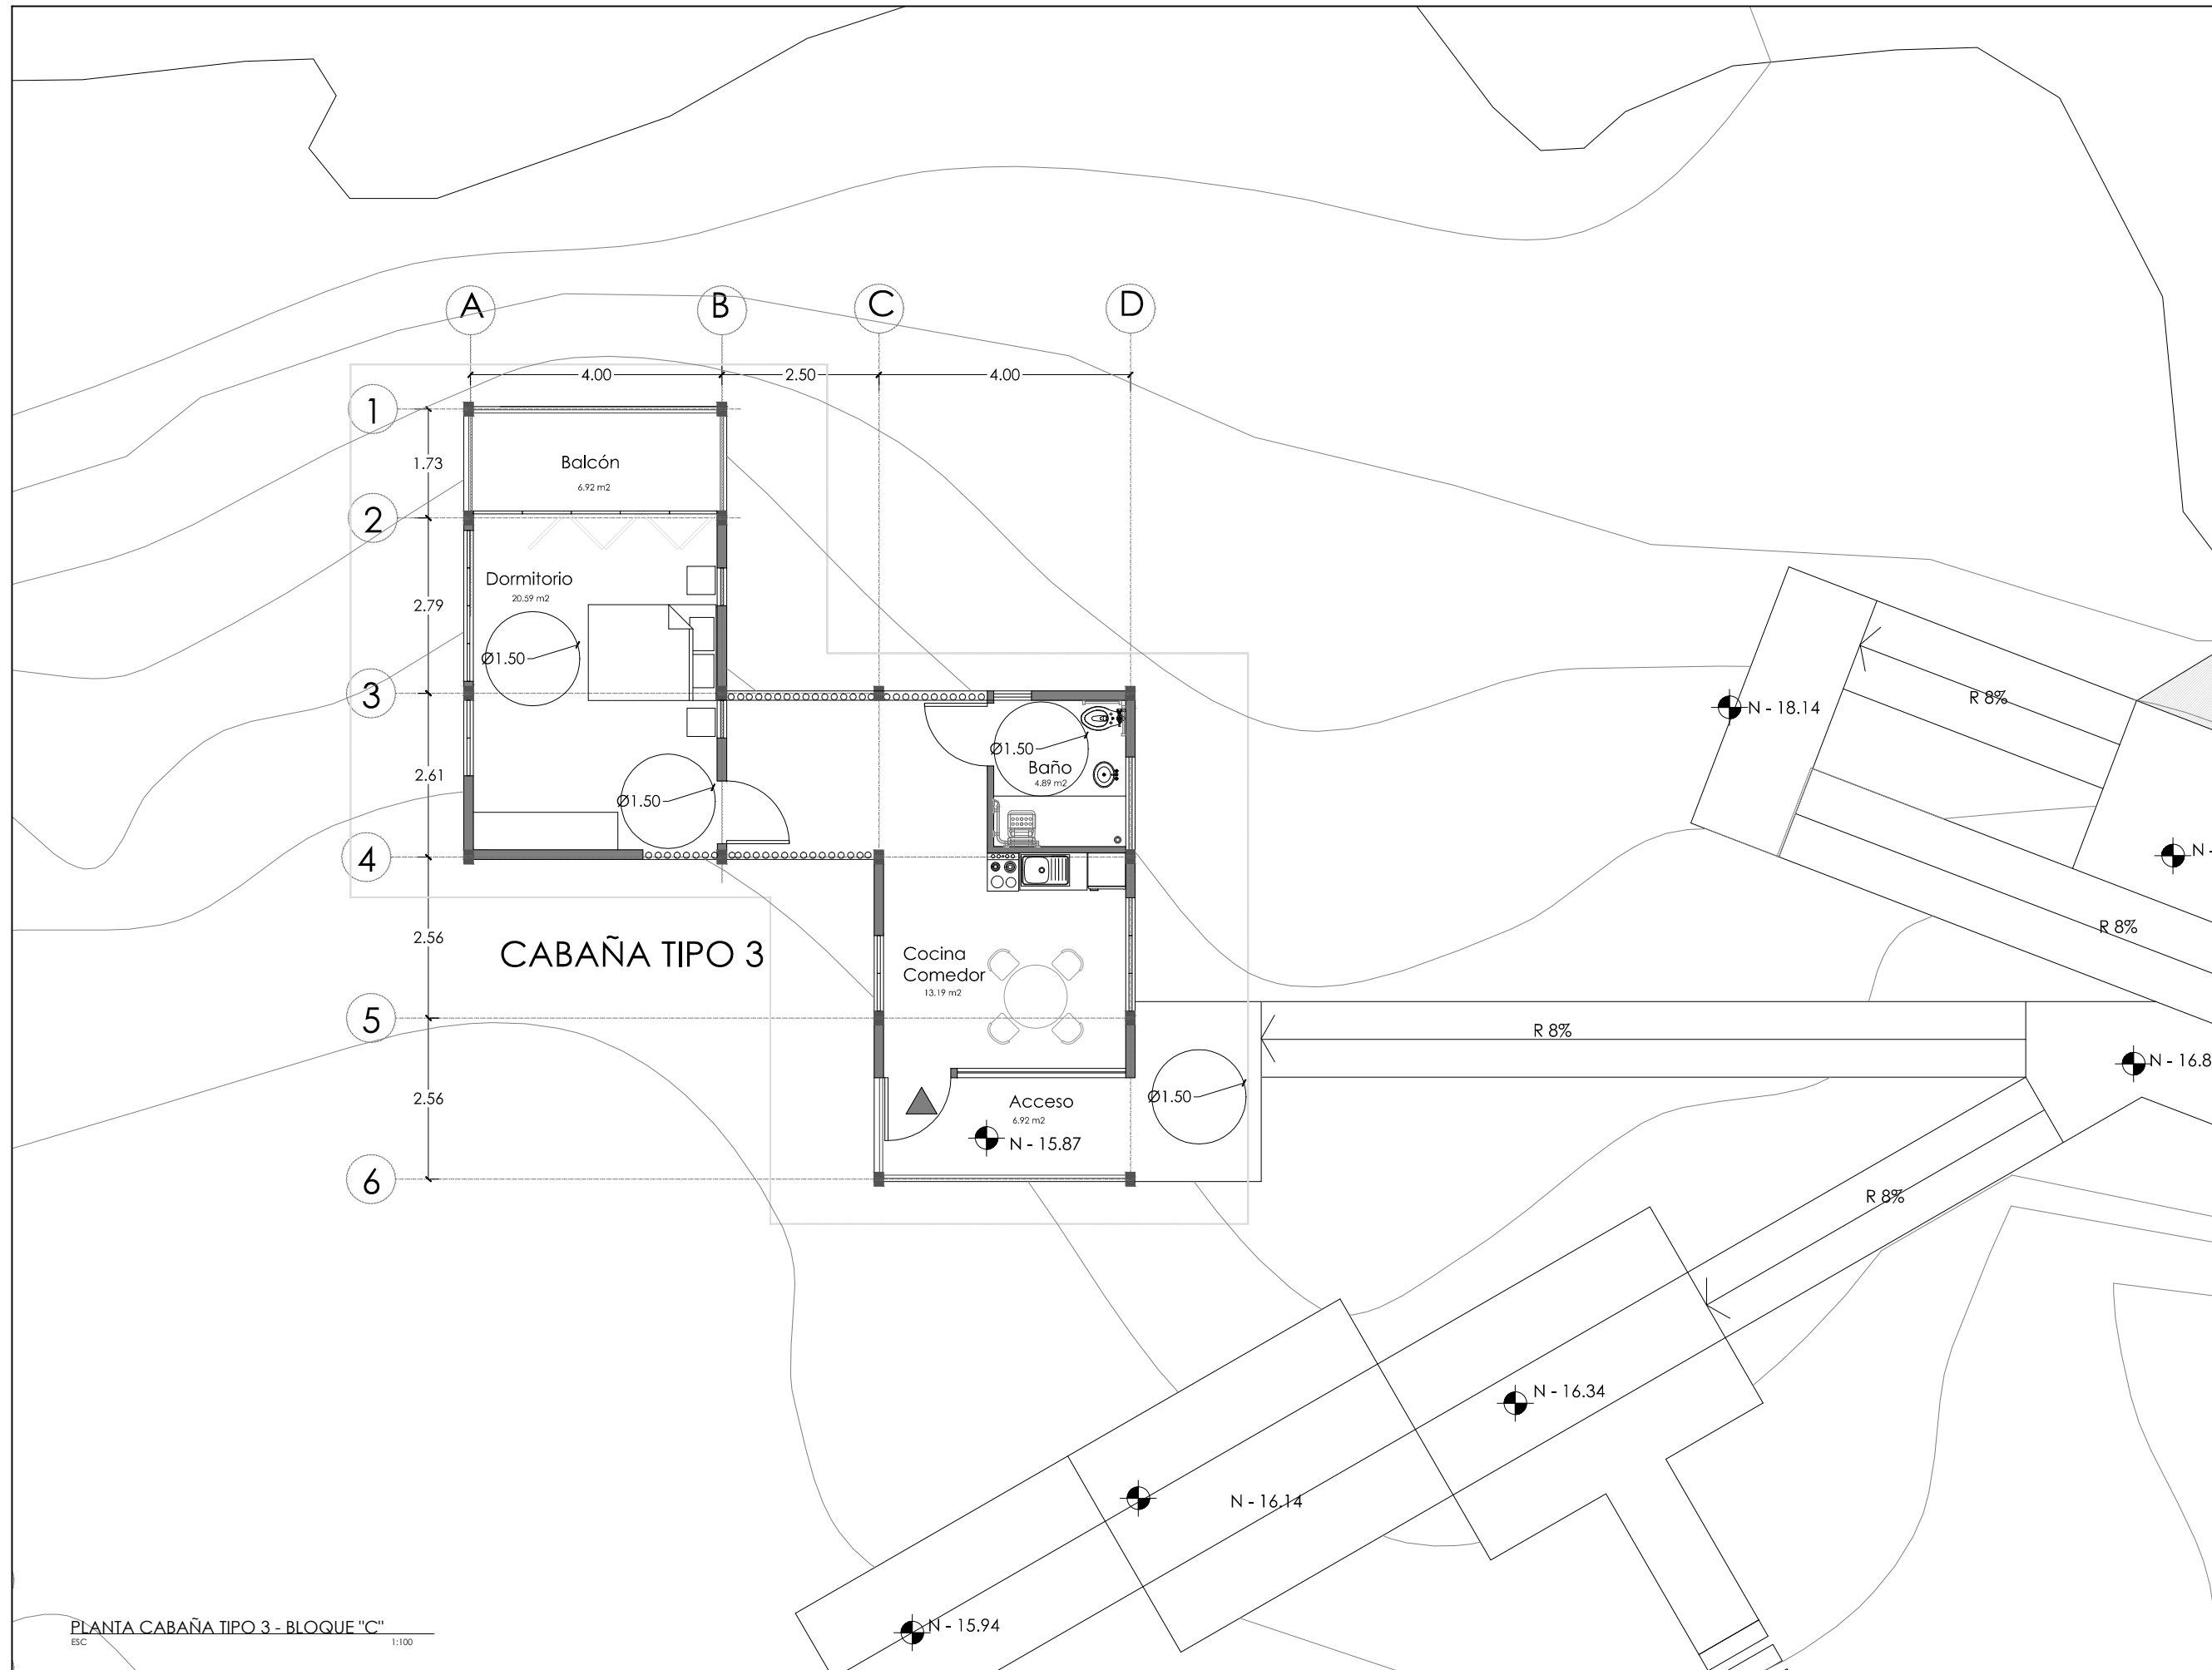 A
B
C
D
4.00
2.50
4.00
1
1.73
Balcón
6.92 m2
2
Dormitorio
20.59 m2
2.79
Ø1.50
3
R 8%
N - 18.14
Ø1.50
Baño
4.89 m2
2.61
Ø1.50
4
N -
R 8%
2.56
CABAÑA TIPO 3
Cocina
Comedor
13.19 m2
5
R 8%
N - 16.8
2.56
Ø1.50
Acceso
6.92 m2
N - 15.87
6
R 8%
N - 16.34
N - 16.14
N - 15.94
PLANTA CABAÑA TIPO 3 - BLOQUE "C"
ESC 1:100